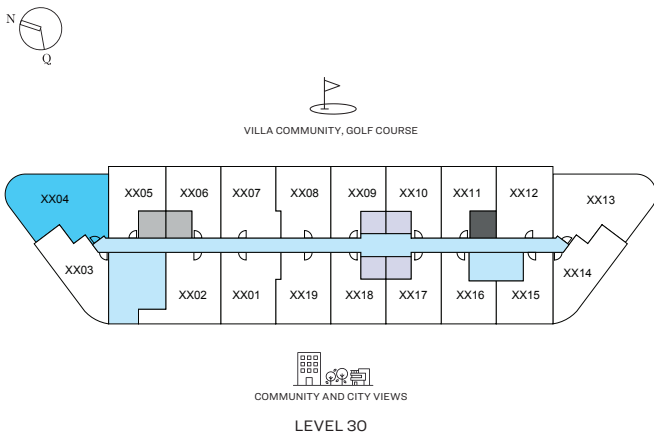 N
Q
VILLA COMMUNITY, GOLF COURSE
XX04
XX05
XX06
XX07
XX08
XX09
XX10
XX11
XX12
XX13
XX03
XX02
XX01
XX19
XX18
XX17
XX16
XX15
XX14
COMMUNITY AND CITY VIEWS
LEVEL 30